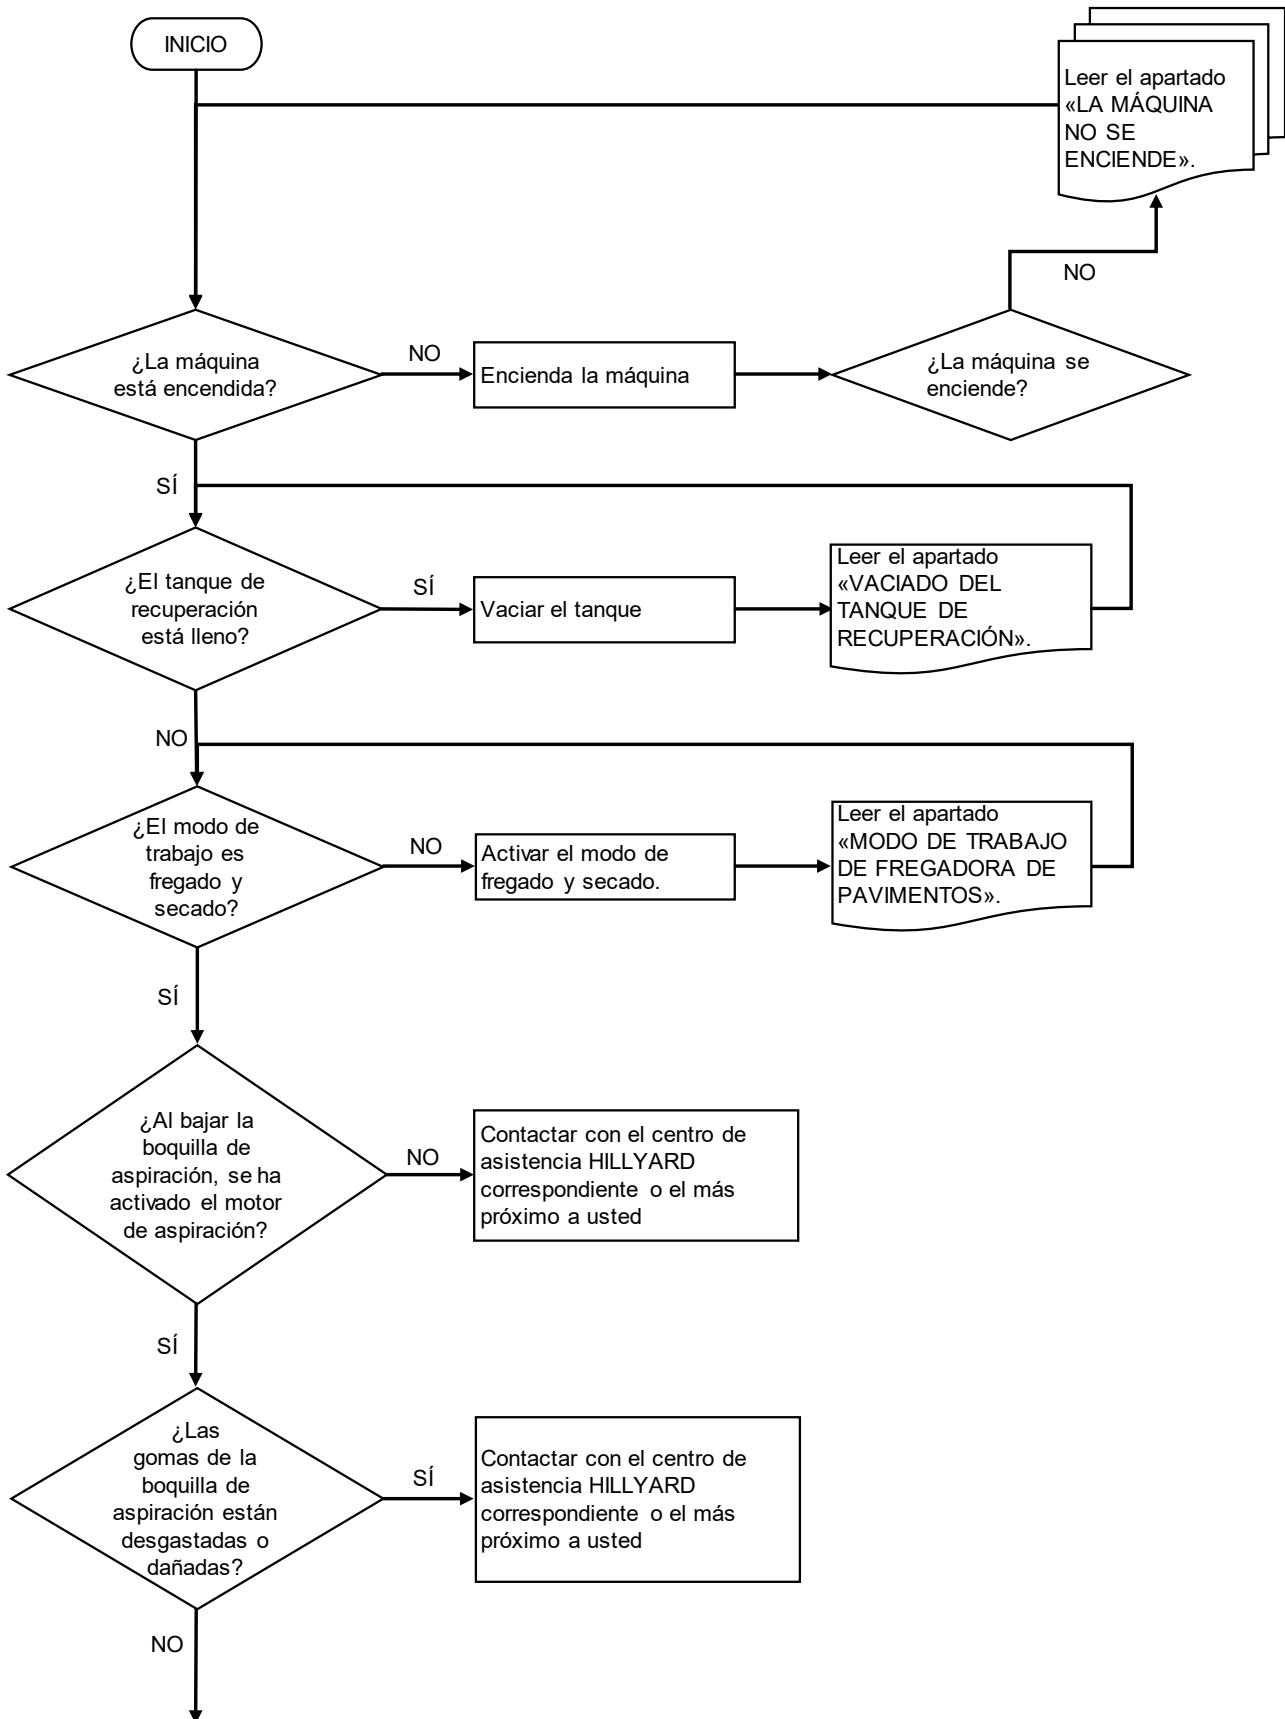 INICIO
Leer el apartado
«LA MÁQUINA
NO SE
ENCIENDE».
NO
¿La máquina
está encendida?
NO
Encienda la máquina
¿La máquina se
enciende?
SÍ
¿El tanque de
recuperación
está lleno?
SÍ
Vaciar el tanque
Leer el apartado
«VACIADO DEL
TANQUE DE
RECUPERACIÓN».
NO
¿El modo de
trabajo es
fregado y
secado?
NO
Activar el modo de
fregado y secado.
Leer el apartado
«MODO DE TRABAJO
DE FREGADORA DE
PAVIMENTOS».
SÍ
¿Al bajar la
boquilla de
aspiración, se ha
activado el motor
de aspiración?
NO
Contactar con el centro de
asistencia HILLYARD
correspondiente o el más
próximo a usted
SÍ
¿Las
gomas de la
boquilla de
aspiración están
desgastadas o
dañadas?
SÍ
Contactar con el centro de
asistencia HILLYARD
correspondiente o el más
próximo a usted
NO